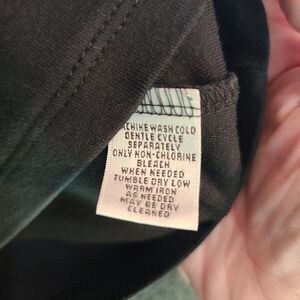 ACHINE WASH COLD
GENTLE CYCLE
SEPARATELY
ONLY NON-CHLORINE
BLEACH
WHEN NEEDED
TUMBLE DRY LOW
WARM IRON
AS NEEDED
MAY BE DRY
CLEANED